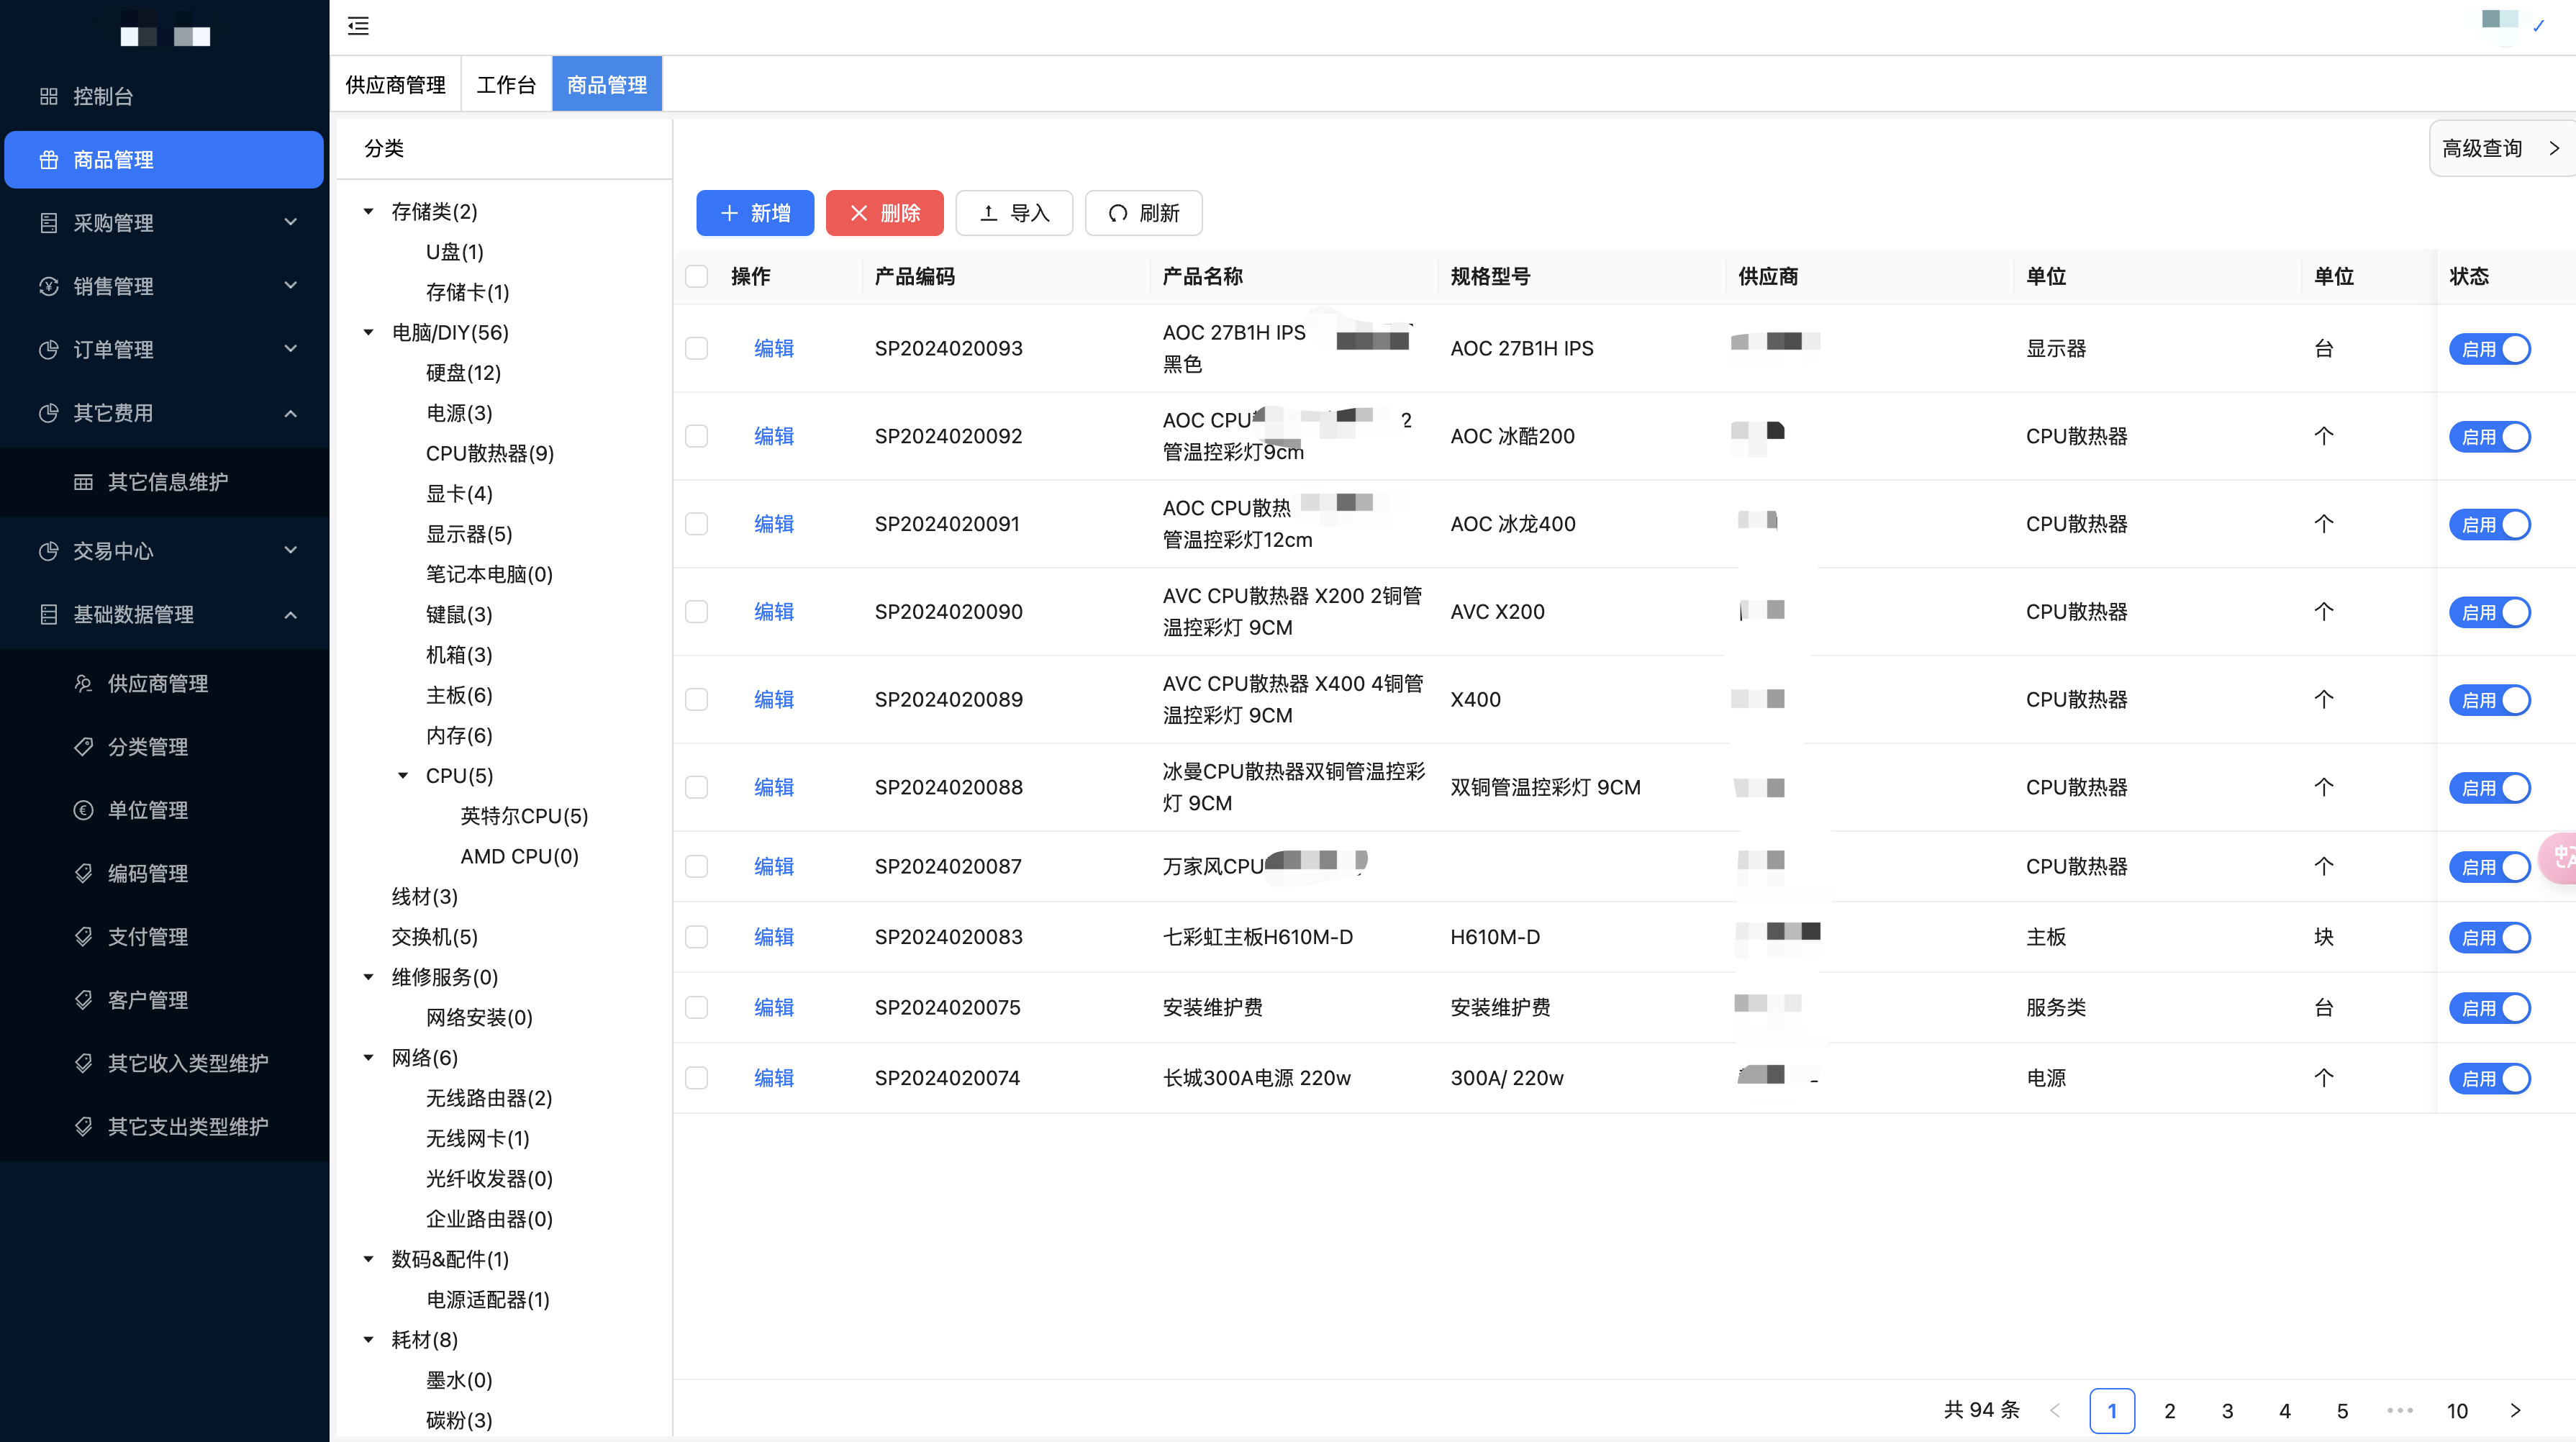 控制台
商品管理
采购管理
销售管理
订单管理
其它费用
其它信息维护
交易中心
基础数据管理
供应商管理
分类管理
单位管理
编码管理
支付管理
客户管理
其它收入类型维护
其它支出类型维护
供应商管理 工作台 商品管理
分类
存储类(2)
U盘(1)
存储卡(1)
电脑/DIY(56)
硬盘(12)
电源(3)
CPU散热器(9)
显卡(4)
显示器(5)
笔记本电脑(0)
键鼠(3)
机箱(3)
主板(6)
内存(6)
CPU(5)
英特尔CPU(5)
AMD CPU(0)
线材(3)
交换机(5)
维修服务(0)
网络安装(0)
网络(6)
无线路由器(2)
无线网卡(1)
光纤收发器(0)
企业路由器(0)
数码&配件(1)
电源适配器(1)
耗材(8)
墨水(0)
碳粉(3)
高级查询
新增 删除 导入 刷新
操作 产品编码 产品名称 规格型号 供应商 单位 单位 状态
编辑 SP2024020093 AOC 27B1H IPS 黑色 AOC 27B1H IPS 显示器 台 启用
编辑 SP2024020092 AOC CPU 2管温控彩灯9cm AOC 冰酷200 CPU散热器 个 启用
编辑 SP2024020091 AOC CPU散热 管温控彩灯12cm AOC 冰龙400 CPU散热器 个 启用
编辑 SP2024020090 AVC CPU散热器 X200 2铜管温控彩灯 9CM AVC X200 CPU散热器 个 启用
编辑 SP2024020089 AVC CPU散热器 X400 4铜管温控彩灯 9CM X400 CPU散热器 个 启用
编辑 SP2024020088 冰曼CPU散热器双铜管温控彩灯 9CM 双铜管温控彩灯 9CM CPU散热器 个 启用
编辑 SP2024020087 万家风CPU CPU散热器 个 启用
编辑 SP2024020083 七彩虹主板H610M-D H610M-D 主板 块 启用
编辑 SP2024020075 安装维护费 安装维护费 服务类 台 启用
编辑 SP2024020074 长城300A电源 220w 300A/ 220w 电源 个 启用
共 94 条 1 2 3 4 5 ••• 10